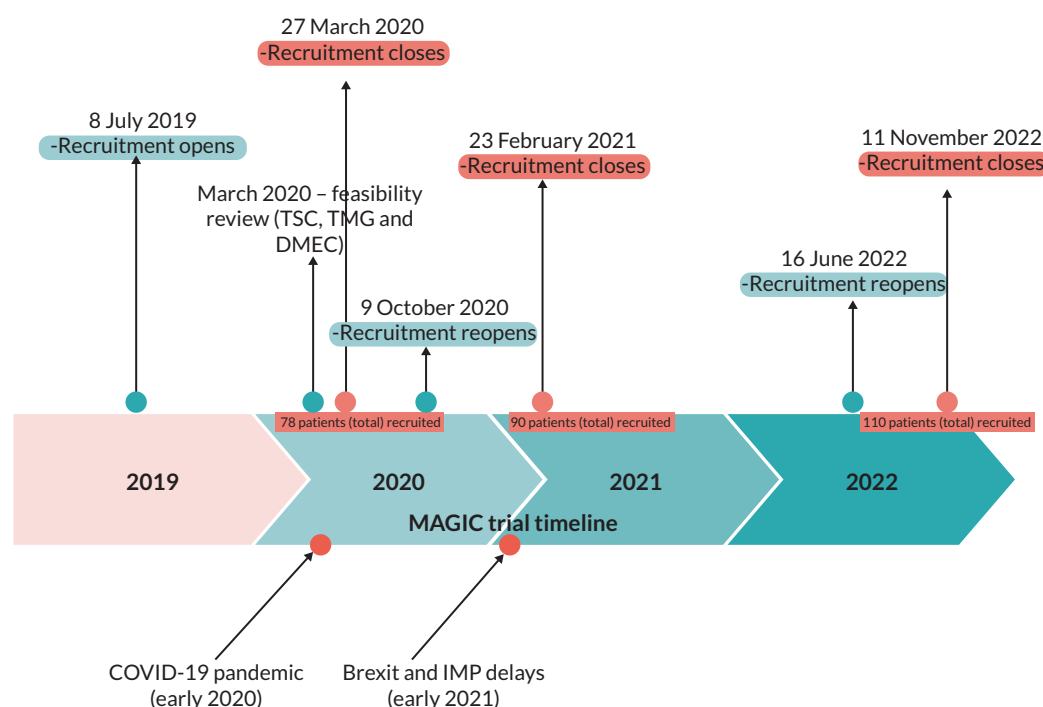 27 March 2020
-Recruitment closes
8 July 2019
-Recruitment opens
23 February 2021
-Recruitment closes
11 November 2022
-Recruitment closes
March 2020 – feasibility
review (TSC, TMG and
DMEC)
16 June 2022
-Recruitment reopens
9 October 2020
-Recruitment reopens
78 patients (total) recruited
90 patients (total) recruited
110 patients (total) recruited
2019
2020
2021
2022
MAGIC trial timeline
COVID-19 pandemic
(early 2020)
Brexit and IMP delays
(early 2021)